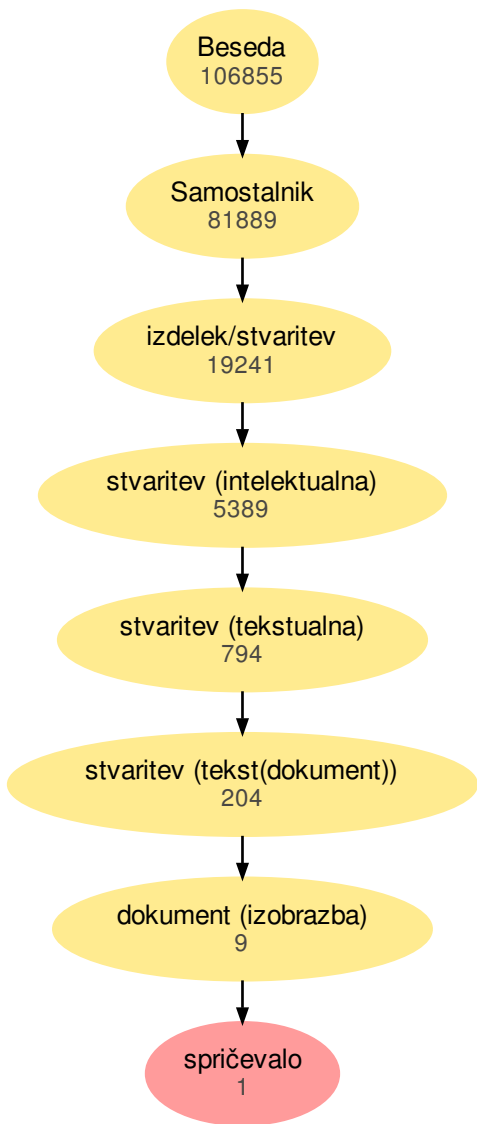 Beseda
106855
Samostalnik
81889
izdelek/stvaritev
19241
stvaritev (intelektualna)
5389
stvaritev (tekstualna)
794
stvaritev (tekst(dokument))
204
dokument (izobrazba)
9
spričevalo
1